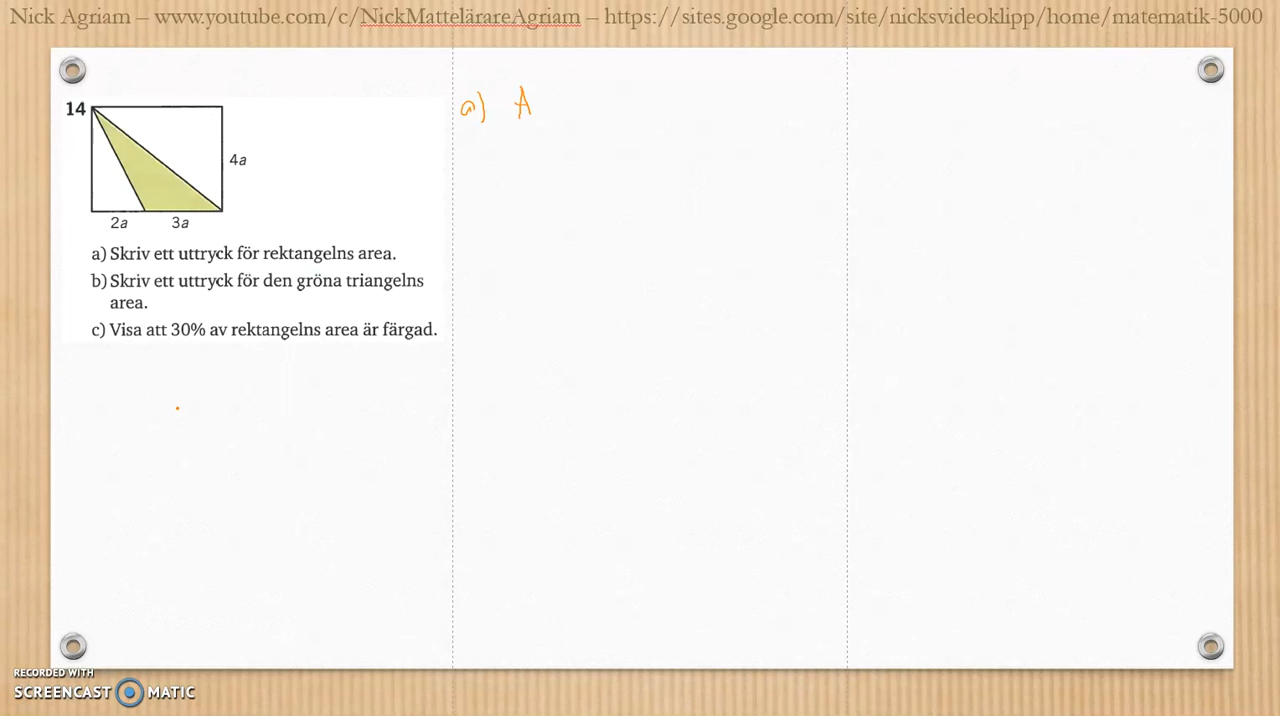 Nick Agriam – www.youtube.com/c/NickMattelärareAgriam – https://sites.google.com/site/nicksvideoklipp/home/matematik-5000
14
4a
2a 3a
a) Skriv ett uttryck för rektangelns area.
b) Skriv ett uttryck för den gröna triangelns
area.
c) Visa att 30% av rektangelns area är färgad.
a) A
RECORDED WITH
SCREENCAST MATIC